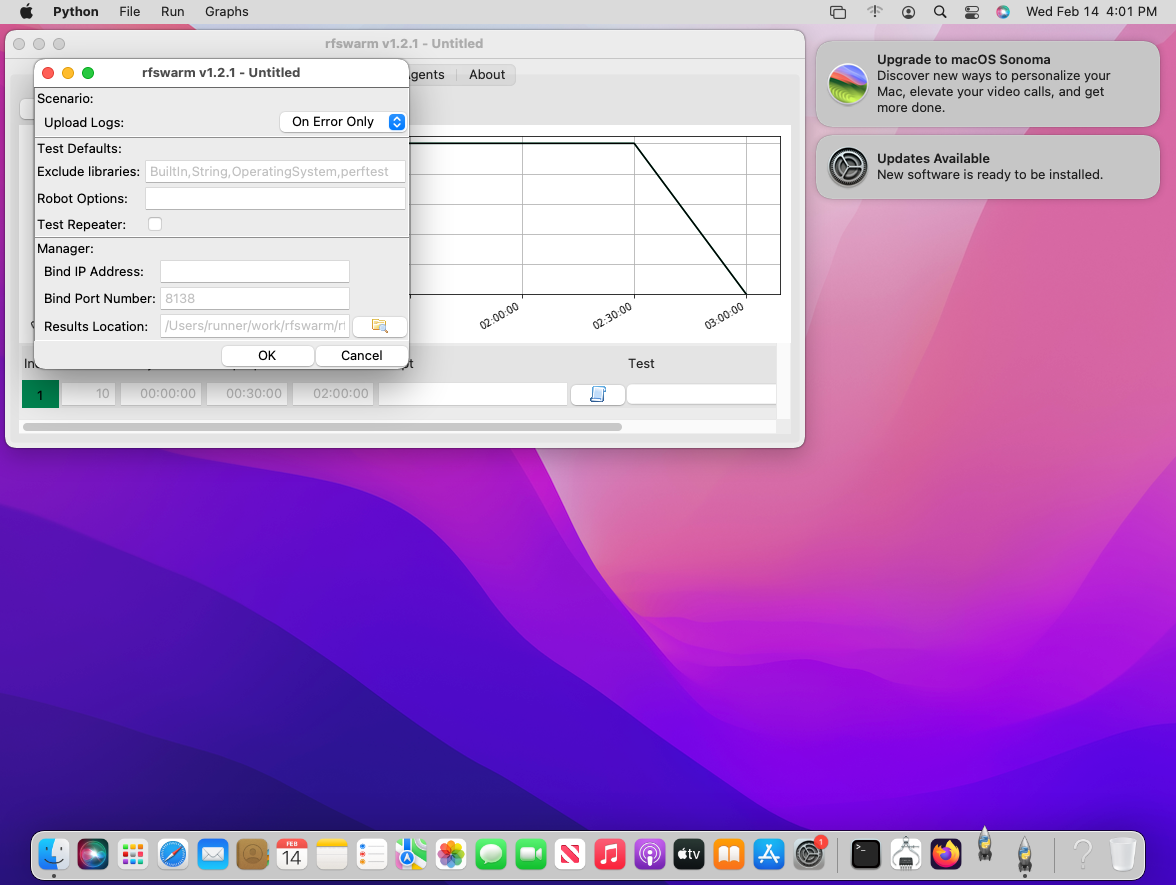 Python File Run Graphs Wed Feb 14 4:01 PM
rfswarm v1.2.1 - Untitled
gents About
rfswarm v1.2.1 - Untitled
Scenario:
Upload Logs: On Error Only
Test Defaults:
Exclude libraries: BuiltIn,String,OperatingSystem,perftest
Robot Options:
Test Repeater:
Manager:
Bind IP Address:
Bind Port Number: 8138
Results Location: /Users/runner/work/rfswarm/rf
OK Cancel
02:00:00 02:30:00 03:00:00
Test
1 10 00:00:00 00:30:00 02:00:00
Upgrade to macOS Sonoma
Discover new ways to personalize your
Mac, elevate your video calls, and get
more done.
Updates Available
New software is ready to be installed.
FEB
14
tv
1
>_